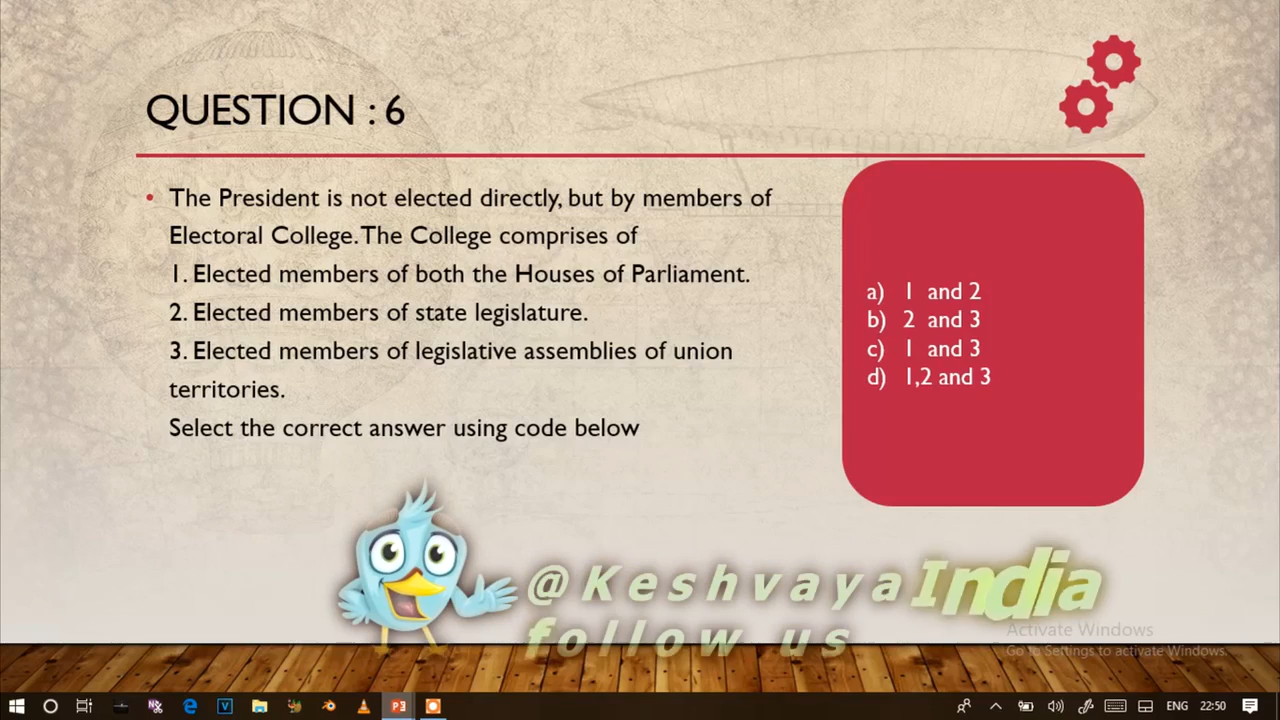 QUESTION : 6
• The President is not elected directly, but by members of
Electoral College. The College comprises of
1. Elected members of both the Houses of Parliament.
2. Elected members of state legislature.
3. Elected members of legislative assemblies of union
territories.
Select the correct answer using code below
a) 1 and 2
b) 2 and 3
c) 1 and 3
d) 1,2 and 3
@KeshvayaIndia
follow us
Activate Windows
Go to Settings to activate Windows.
ENG 22:50